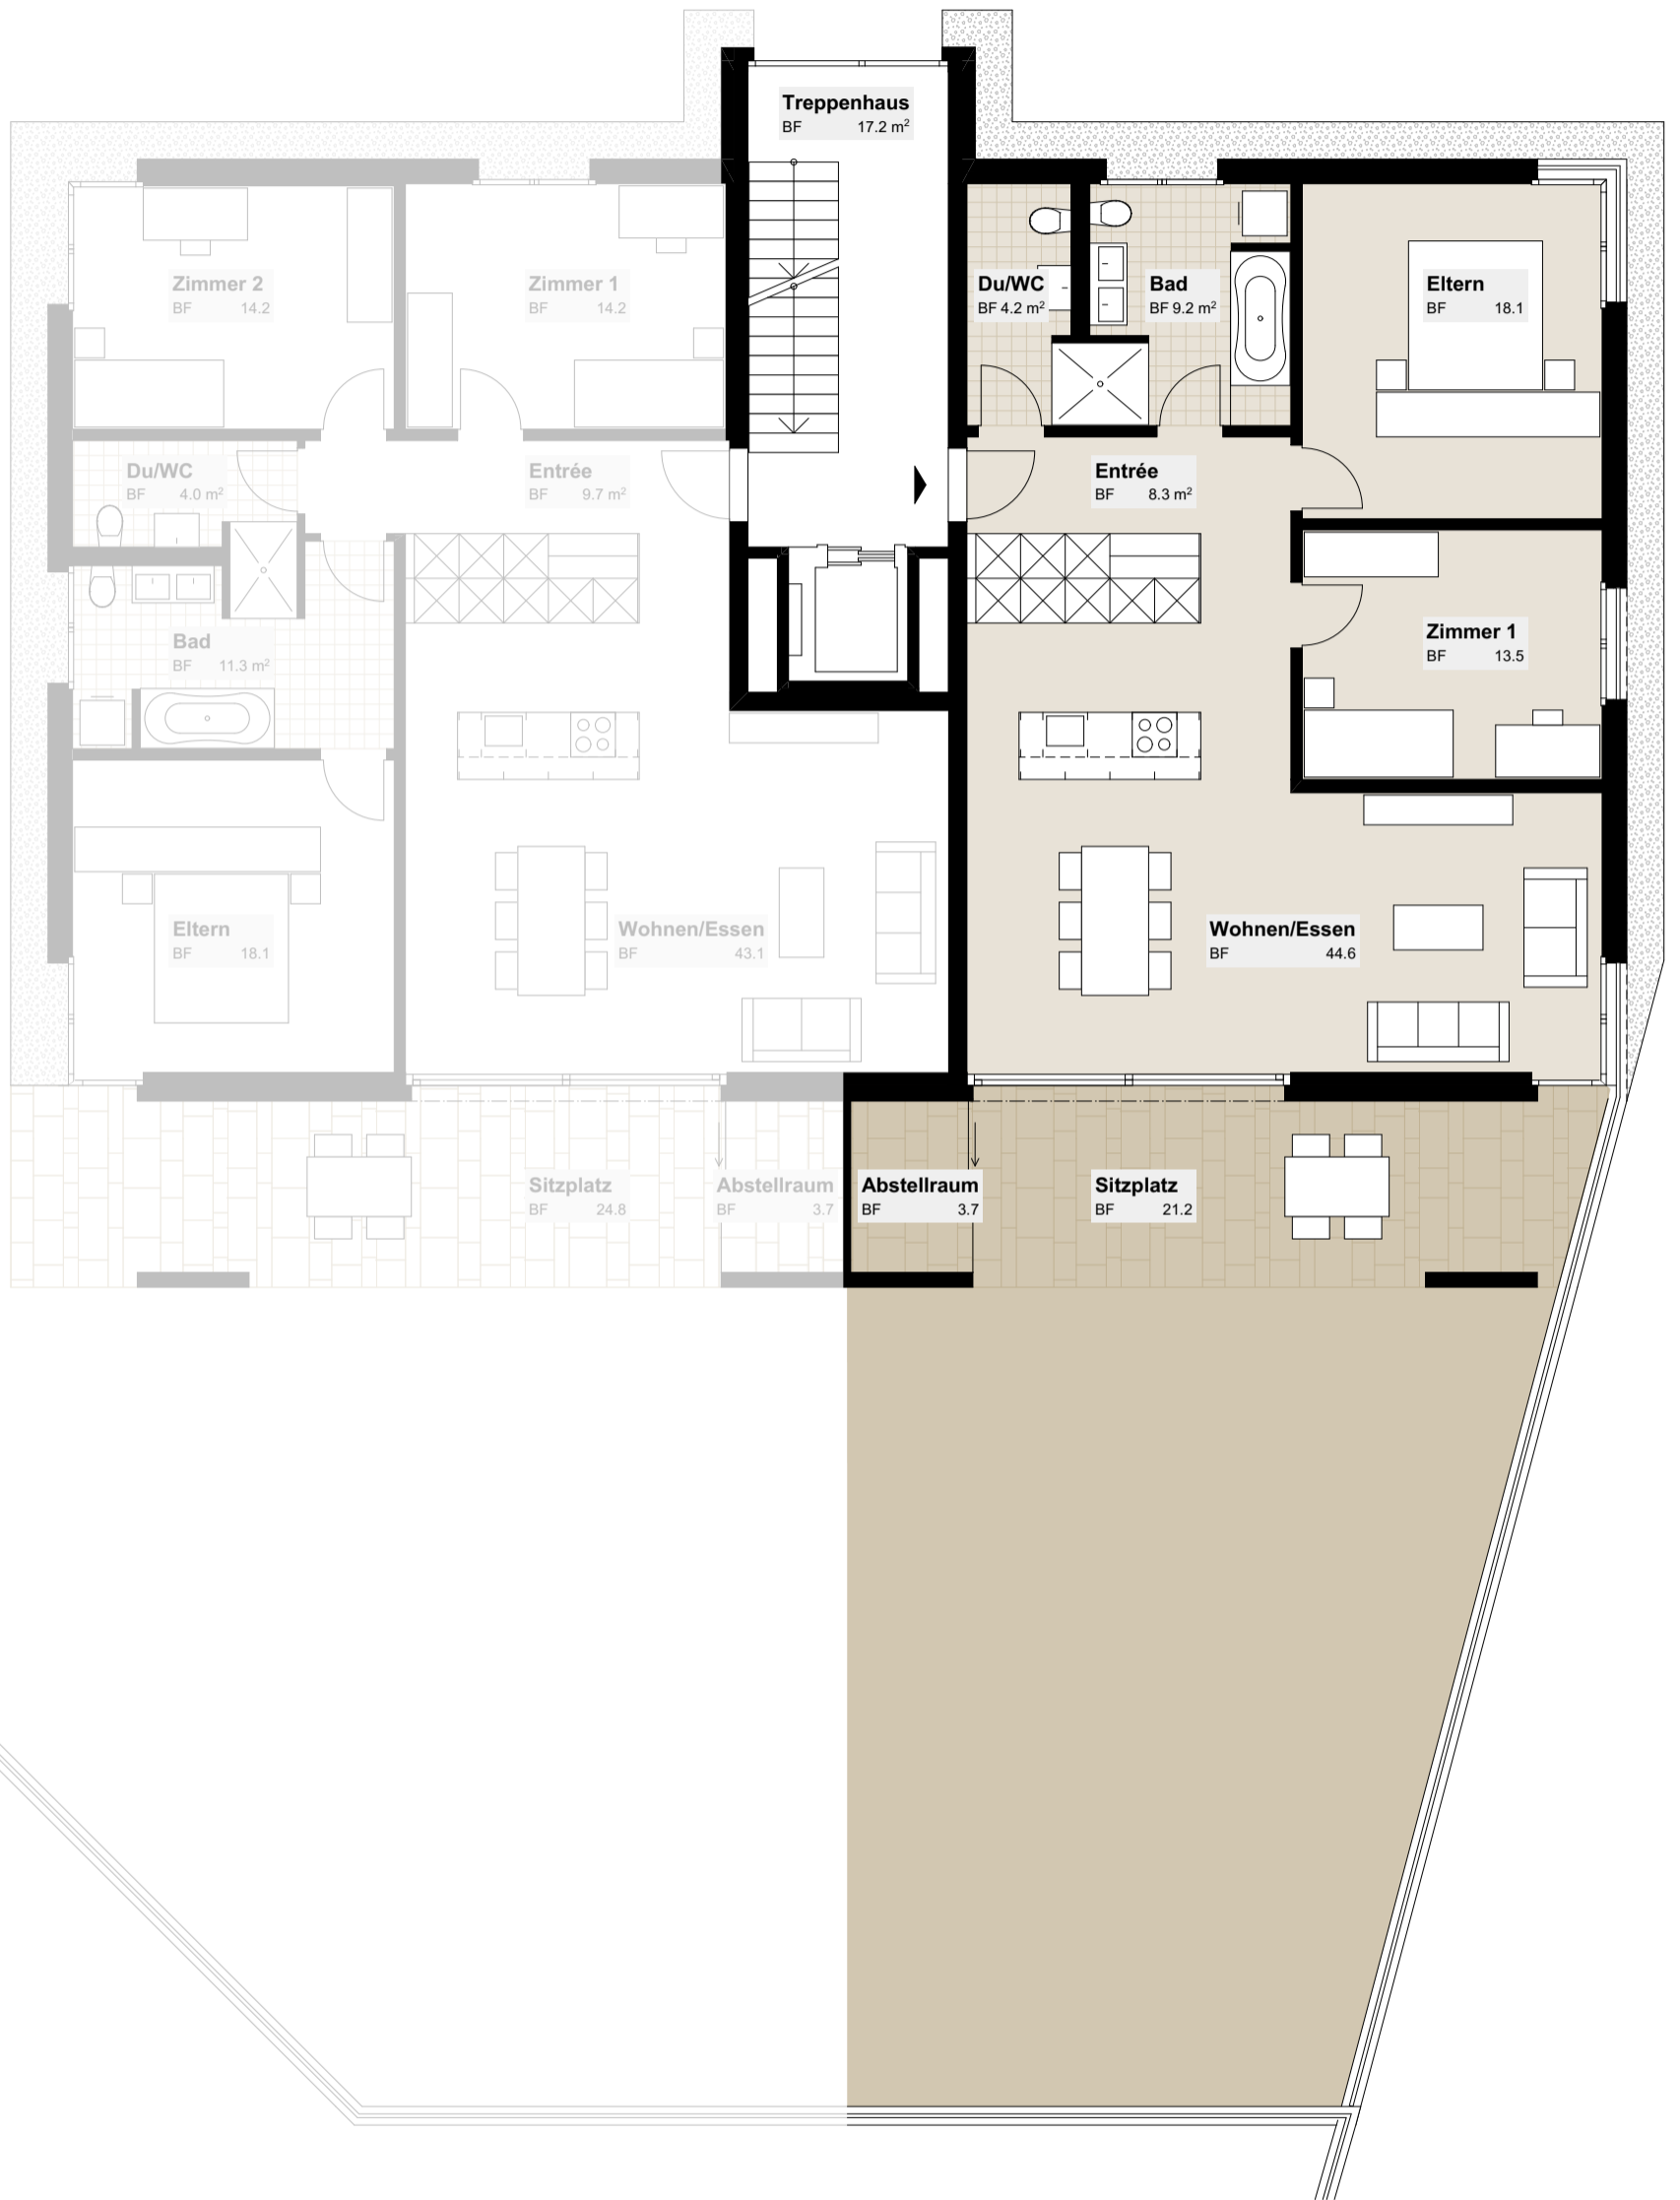 Treppenhaus
BF 17.2 m²
Zimmer 2
BF 14.2
Zimmer 1
BF 14.2
Du/WC
BF 4.2 m²
Bad
BF 9.2 m²
Eltern
BF 18.1
Du/WC
BF 4.0 m²
Entrée
BF 9.7 m²
Entrée
BF 8.3 m²
Bad
BF 11.3 m²
Zimmer 1
BF 13.5
Eltern
BF 18.1
Wohnen/Essen
BF 43.1
Wohnen/Essen
BF 44.6
Sitzplatz
BF 24.8
Abstellraum
BF 3.7
Abstellraum
BF 3.7
Sitzplatz
BF 21.2